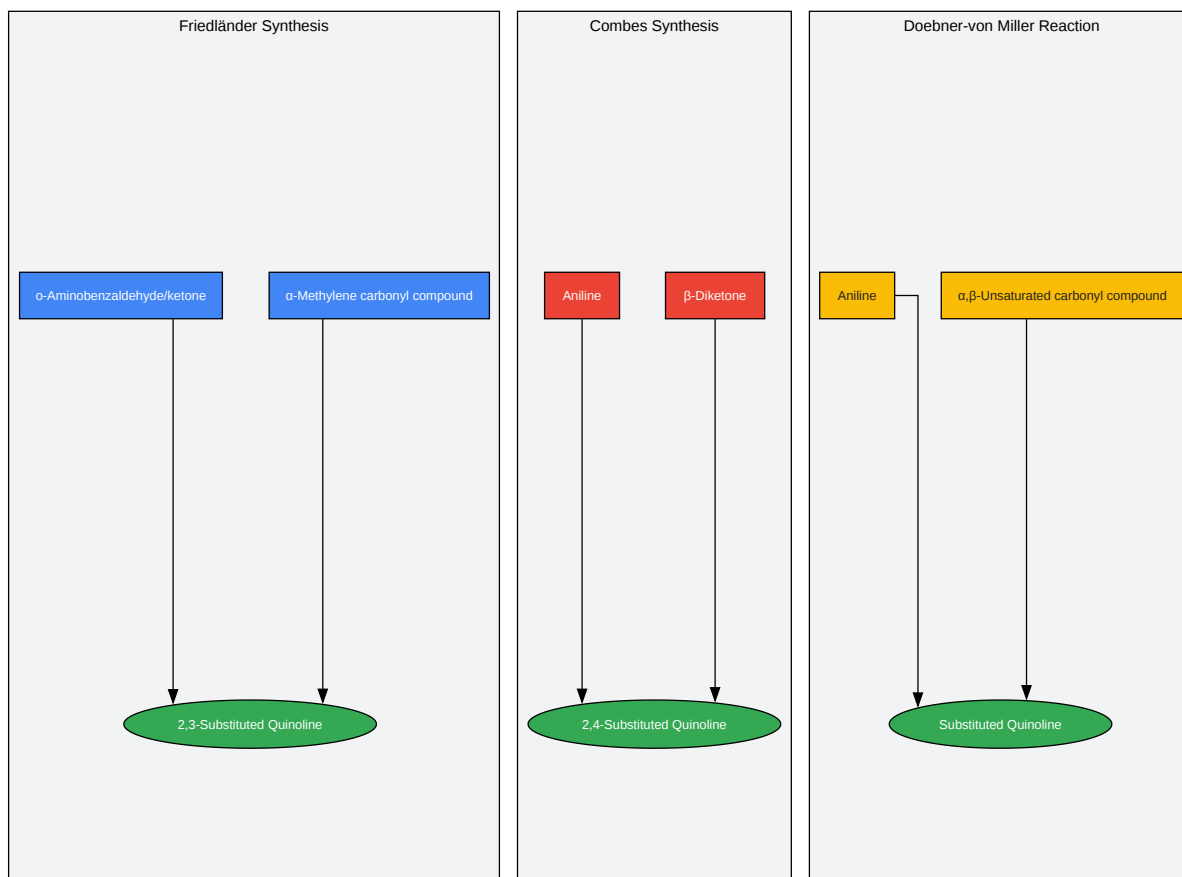 Friedländer Synthesis
o-Aminobenzaldehyde/ketone
α-Methylene carbonyl compound
2,3-Substituted Quinoline
Combes Synthesis
Aniline
β-Diketone
2,4-Substituted Quinoline
Doebner-von Miller Reaction
Aniline
α,β-Unsaturated carbonyl compound
Substituted Quinoline